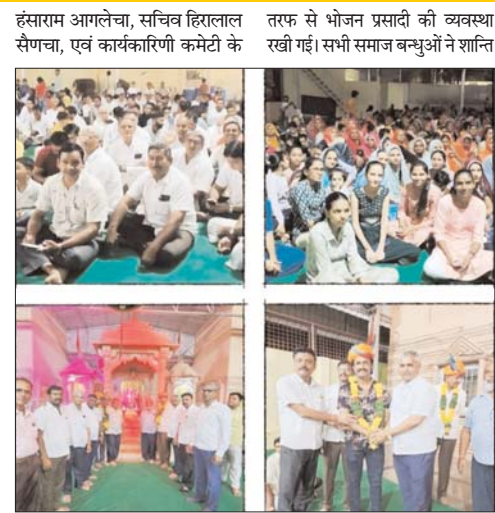 हंसाराम आगलेचा, सचिव हिरालाल
सैणचा, एवं कार्यकारिणी कमेटी के
तरफ से भोजन प्रसादी की व्यवस्था
रखी गई। सभी समाज बन्धुओं ने शान्ति